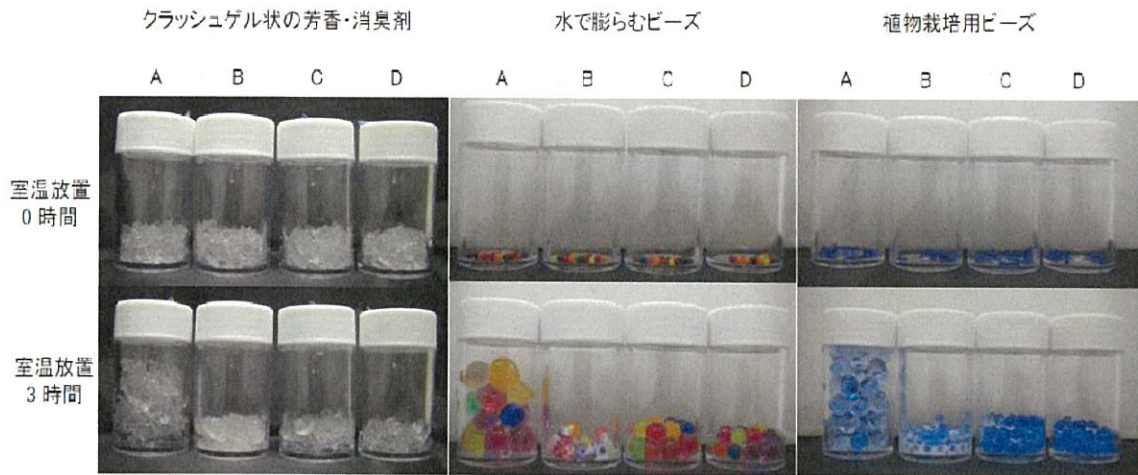 クラッシュゲル状の芳香・消臭剤
水で膨らむビーズ
植物栽培用ビーズ
A B C D
A B C D
A B C D
室温放置
0 時間
室温放置
3 時間